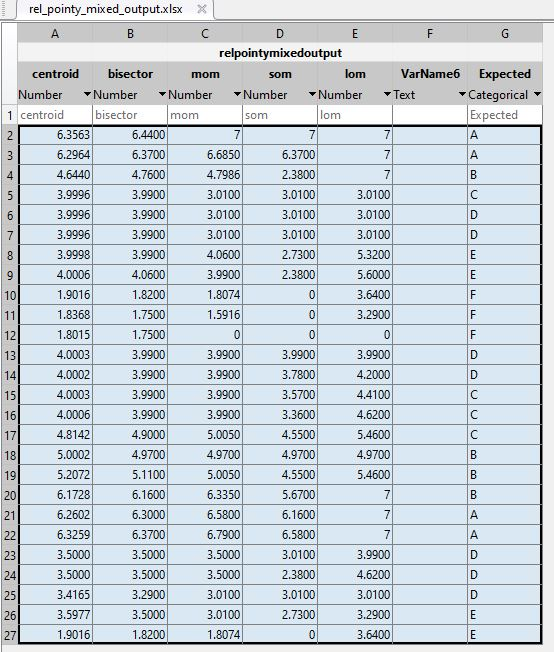 rel_pointy_mixed_output.xlsx
A B C D E F G
relpointymixedoutput
centroid bisector mom som lom VarName6 Expected
Number Number Number Number Number Text Categorical
1 centroid bisector mom som lom Expected
2 6.3563 6.4400 7 7 7 A
3 6.2964 6.3700 6.6850 6.3700 7 A
4 4.6440 4.7600 4.7986 2.3800 7 B
5 3.9996 3.9900 3.0100 3.0100 3.0100 C
6 3.9996 3.9900 3.0100 3.0100 3.0100 D
7 3.9996 3.9900 3.0100 3.0100 3.0100 D
8 3.9998 3.9900 4.0600 2.7300 5.3200 E
9 4.0006 4.0600 3.9900 2.3800 5.6000 E
10 1.9016 1.8200 1.8074 0 3.6400 F
11 1.8368 1.7500 1.5916 0 3.2900 F
12 1.8015 1.7500 0 0 0 F
13 4.0003 3.9900 3.9900 3.9900 3.9900 D
14 4.0002 3.9900 3.9900 3.7800 4.2000 D
15 4.0003 3.9900 3.9900 3.5700 4.4100 C
16 4.0006 3.9900 3.9900 3.3600 4.6200 C
17 4.8142 4.9000 5.0050 4.5500 5.4600 C
18 5.0002 4.9700 4.9700 4.9700 4.9700 B
19 5.2072 5.1100 5.0050 4.5500 5.4600 B
20 6.1728 6.1600 6.3350 5.6700 7 B
21 6.2602 6.3000 6.5800 6.1600 7 A
22 6.3259 6.3700 6.7900 6.5800 7 A
23 3.5000 3.5000 3.5000 3.0100 3.9900 D
24 3.5000 3.5000 3.5000 2.3800 4.6200 D
25 3.4165 3.2900 3.0100 3.0100 3.0100 D
26 3.5977 3.5000 3.0100 2.7300 3.2900 E
27 1.9016 1.8200 1.8074 0 3.6400 E